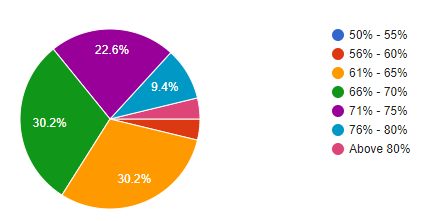 22.6%
9.4%
30.2%
30.2%
50% - 55%
56% - 60%
61% - 65%
66% - 70%
71% - 75%
76% - 80%
Above 80%